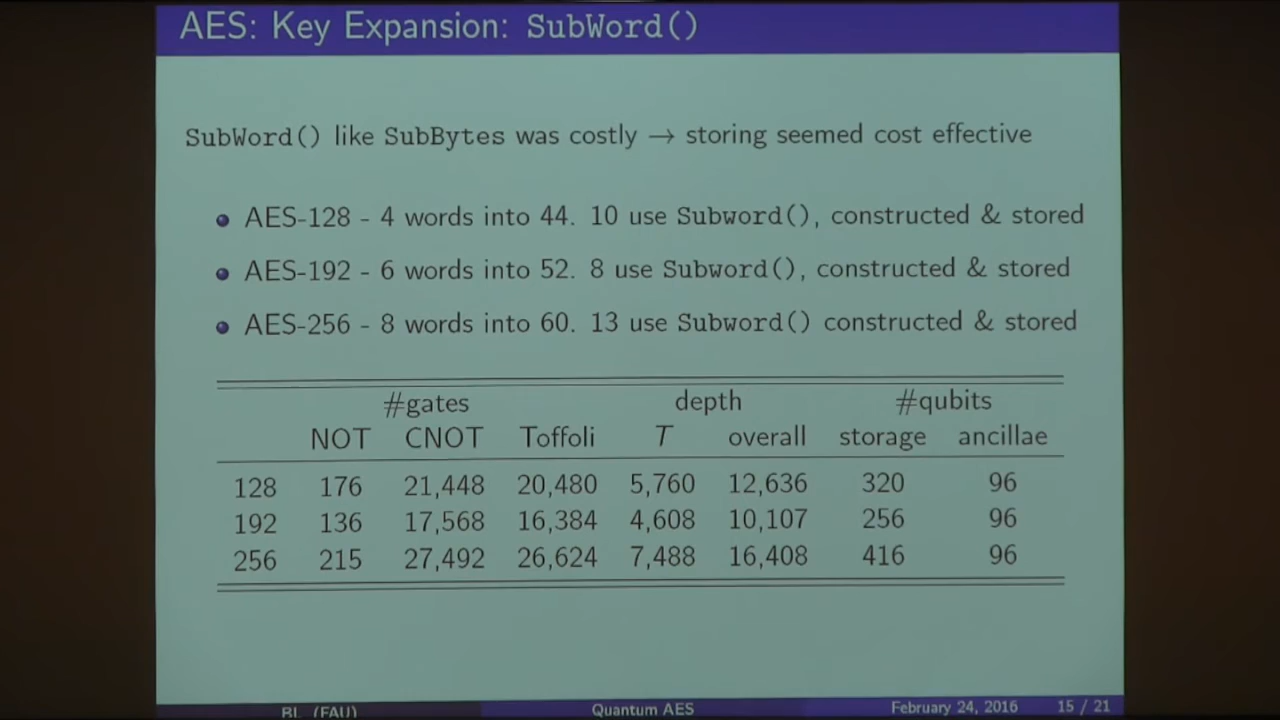 AES: Key Expansion: SubWord()
SubWord() like SubBytes was costly → storing seemed cost effective
AES-128 - 4 words into 44. 10 use Subword(), constructed & stored
AES-192 - 6 words into 52. 8 use Subword(), constructed & stored
AES-256 - 8 words into 60. 13 use Subword() constructed & stored
#gates depth #qubits
NOT CNOT Toffoli T overall storage ancillae
128 176 21,448 20,480 5,760 12,636 320 96
192 136 17,568 16,384 4,608 10,107 256 96
256 215 27,492 26,624 7,488 16,408 416 96
BL (FAU) Quantum AES February 24, 2016 15 / 21